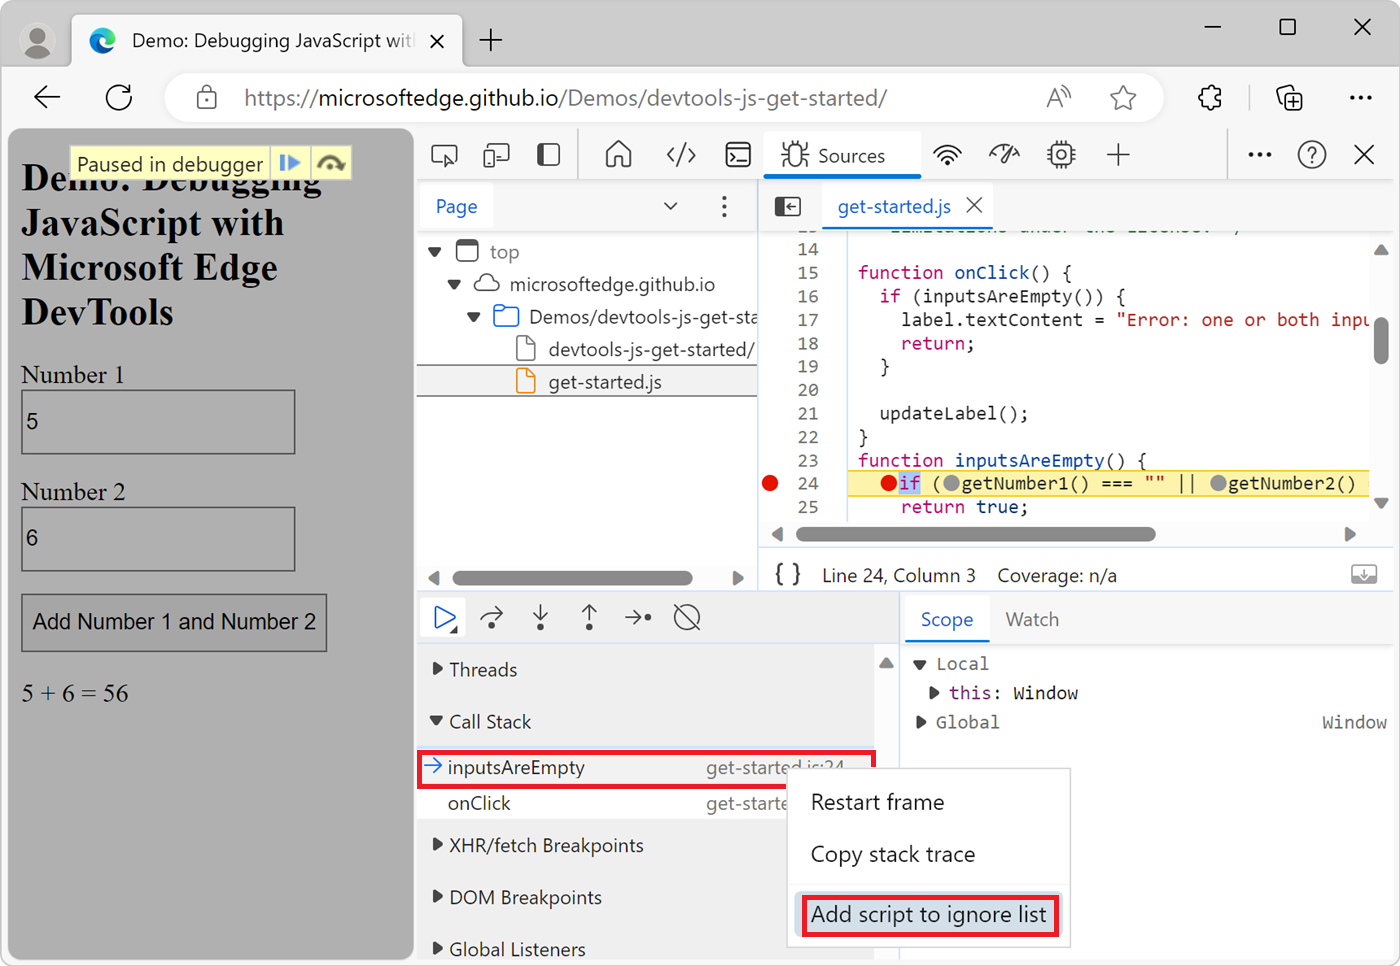 Demo: Debugging JavaScript wit
https://microsoftedge.github.io/Demos/devtools-js-get-started/
Paused in debugger
Demo: Debugging
JavaScript with
Microsoft Edge
DevTools
Number 1
5
Number 2
6
Add Number 1 and Number 2
5 + 6 = 56
Sources
Page
top
microsoftedge.github.io
Demos/devtools-js-get-sta
devtools-js-get-started/
get-started.js
get-started.js
14
15 function onClick() {
16 if (inputsAreEmpty()) {
17 label.textContent = "Error: one or both inpu
18 return;
19 }
20
21 updateLabel();
22 }
23 function inputsAreEmpty() {
24 if (getNumber1() === "" || getNumber2()
25 return true;
{ } Line 24, Column 3 Coverage: n/a
Threads
Call Stack
inputsAreEmpty get-started.js:24
onClick get-starte
XHR/fetch Breakpoints
DOM Breakpoints
Global Listeners
Restart frame
Copy stack trace
Add script to ignore list
Scope Watch
Local
this: Window
Global Window